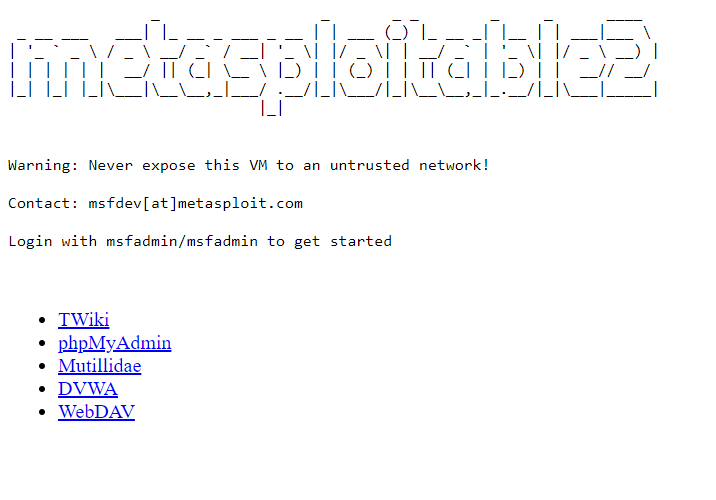 metasploitable2
Warning: Never expose this VM to an untrusted network!
Contact: msfdev[at]metasploit.com
Login with msfadmin/msfadmin to get started
TWiki
phpMyAdmin
Mutillidae
DVWA
WebDAV